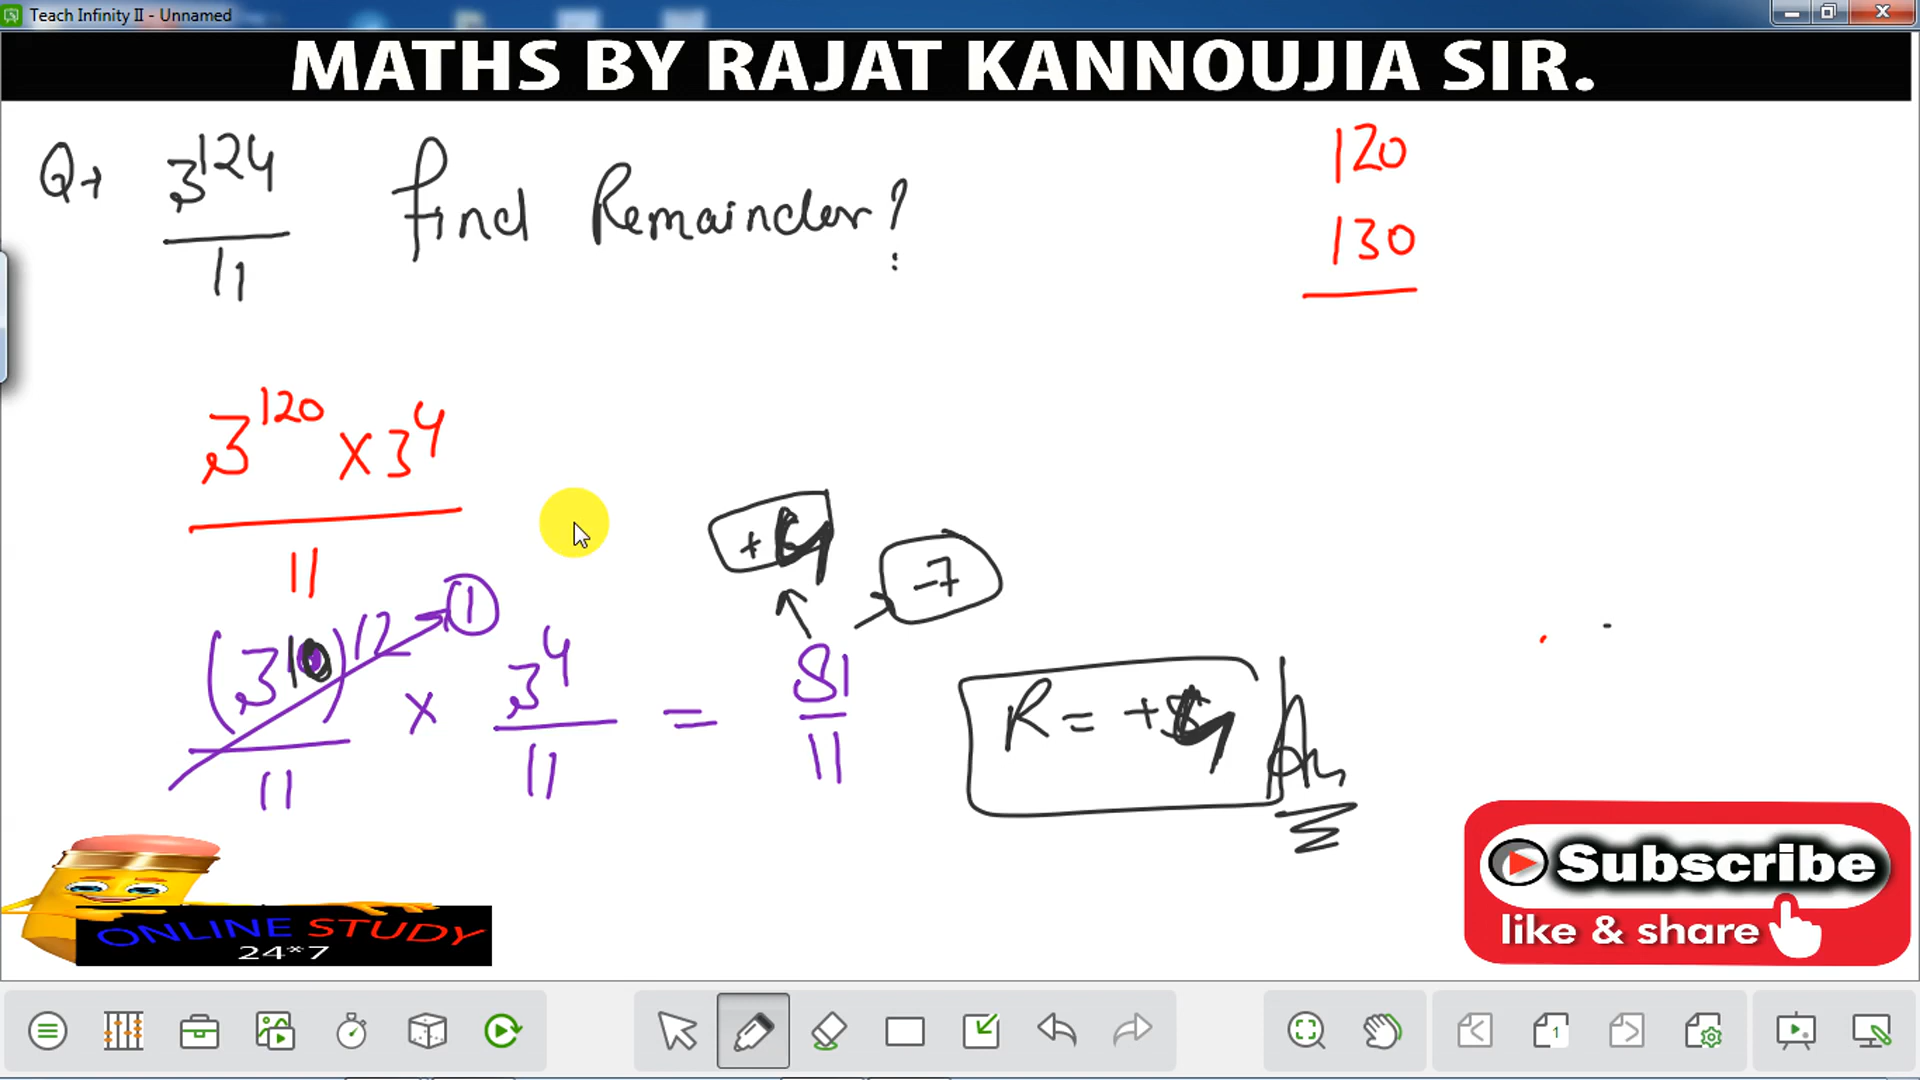 Teach Infinity II - Unnamed
MATHS BY RAJAT KANNOUJIA SIR.
Q→ 3^124 / 11 Find Remainder?
120
130
3^120 × 3^4
11
(3^10)^12 / 11 → 1 × 3^4 / 11 = 81 / 11
+4
-7
R = +4 Ans
ONLINE STUDY
24*7
Subscribe
like & share
1